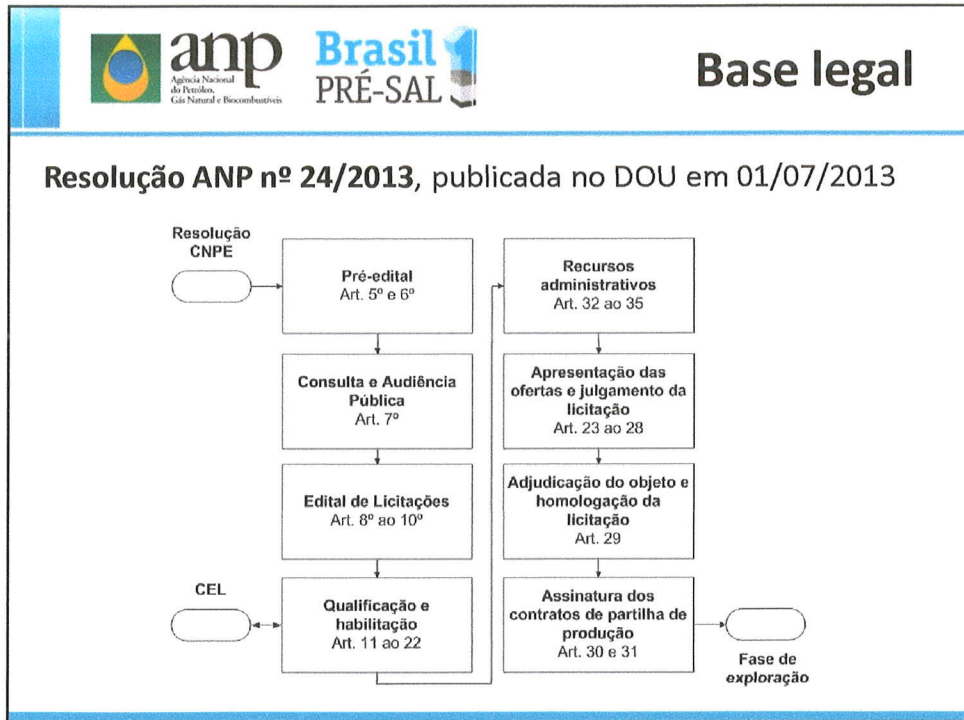 anp
Agência Nacional
do Petróleo,
Gás Natural e Biocombustíveis
Brasil 1
PRÉ-SAL
Base legal
Resolução ANP nº 24/2013, publicada no DOU em 01/07/2013
Resolução
CNPE
Pré-edital
Art. 5º e 6º
Consulta e Audiência
Pública
Art. 7º
Edital de Licitações
Art. 8º ao 10º
CEL
Qualificação e
habilitação
Art. 11 ao 22
Recursos
administrativos
Art. 32 ao 35
Apresentação das
ofertas e julgamento da
licitação
Art. 23 ao 28
Adjudicação do objeto e
homologação da
licitação
Art. 29
Assinatura dos
contratos de partilha de
produção
Art. 30 e 31
Fase de
exploração